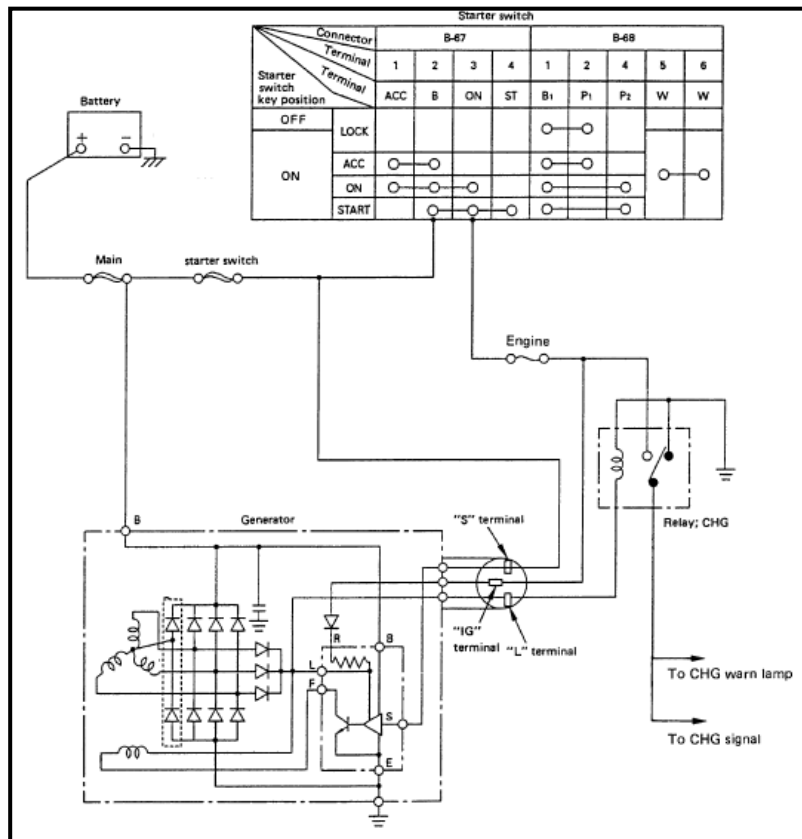 Starter switch
Connector
Terminal
Terminal
Starter
switch
key position
B-67
B-68
1 2 3 4 1 2 4 5 6
ACC B ON ST B1 P1 P2 W W
OFF
LOCK
ON
ACC
ON
START
Battery
+ -
Main
starter switch
Engine
B
Generator
"S" terminal
Relay; CHG
"IG"
terminal
"L" terminal
R
B
L
F
S
E
To CHG warn lamp
To CHG signal